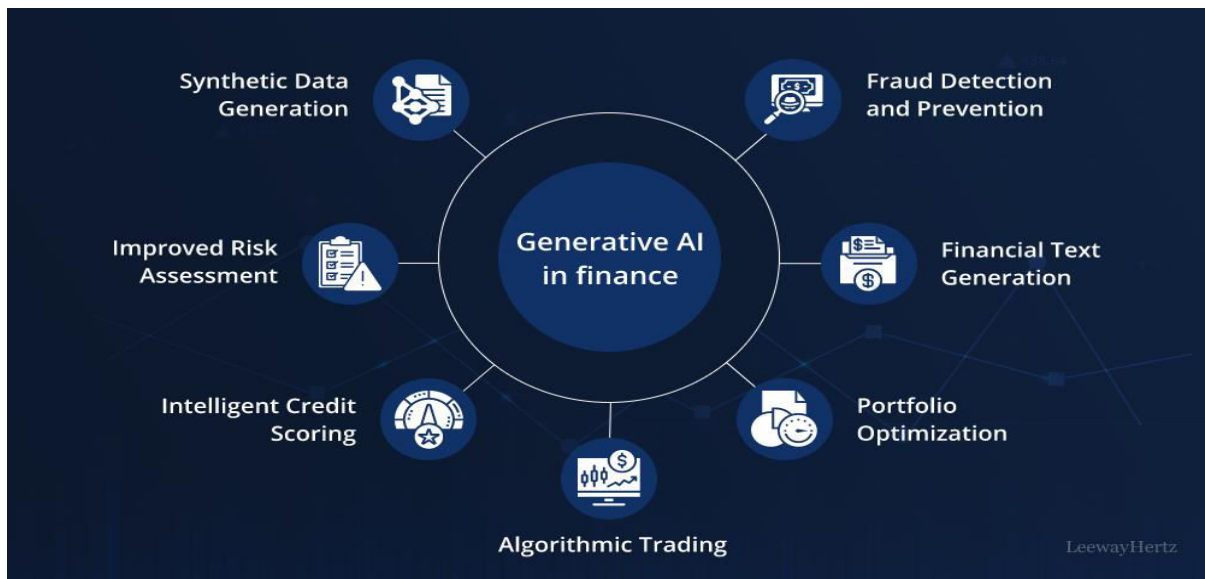 Synthetic Data
Generation
Fraud Detection
and Prevention
Improved Risk
Assessment
Generative AI
in finance
Financial Text
Generation
Intelligent Credit
Scoring
Portfolio
Optimization
Algorithmic Trading
LeewayHertz